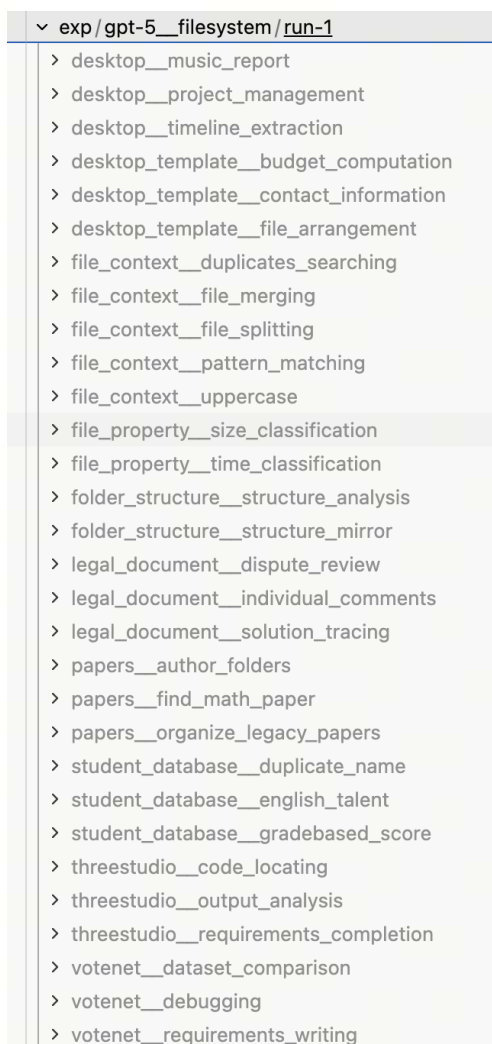 exp/gpt-5__filesystem/run-1
desktop__music_report
desktop__project_management
desktop__timeline_extraction
desktop_template__budget_computation
desktop_template__contact_information
desktop_template__file_arrangement
file_context__duplicates_searching
file_context__file_merging
file_context__file_splitting
file_context__pattern_matching
file_context__uppercase
file_property__size_classification
file_property__time_classification
folder_structure__structure_analysis
folder_structure__structure_mirror
legal_document__dispute_review
legal_document__individual_comments
legal_document__solution_tracing
papers__author_folders
papers__find_math_paper
papers__organize_legacy_papers
student_database__duplicate_name
student_database__english_talent
student_database__gradebased_score
threestudio__code_locating
threestudio__output_analysis
threestudio__requirements_completion
votenet__dataset_comparison
votenet__debugging
votenet__requirements_writing